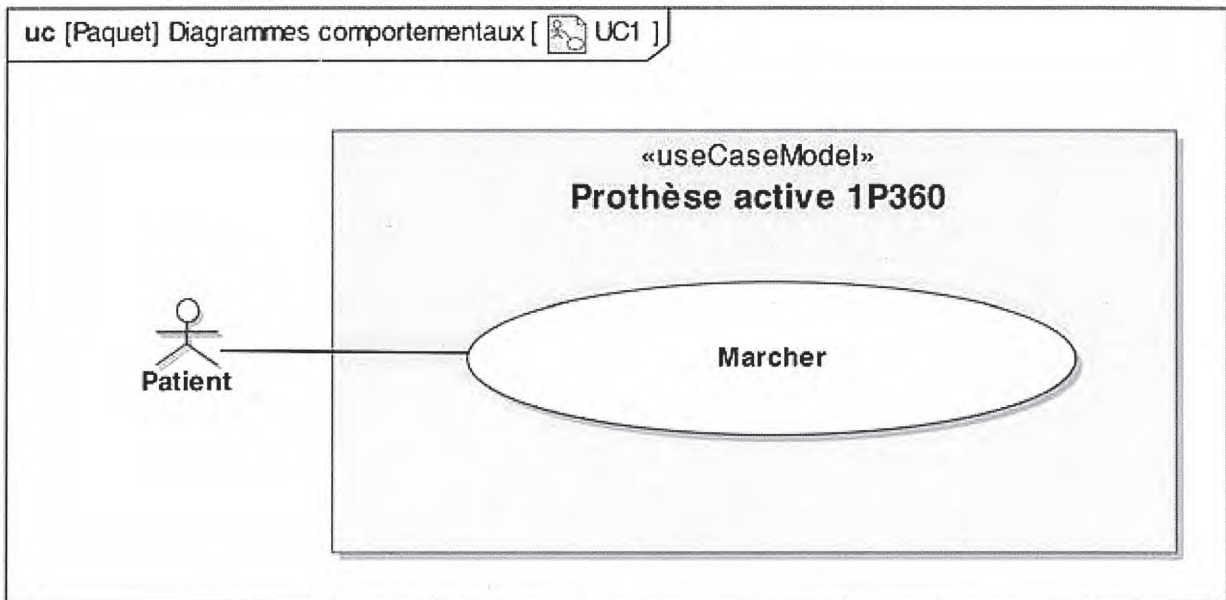 uc [Paquet] Diagrammes comportementaux [ UC1 ]
«useCaseModel»
Prothèse active 1P360
Marcher
Patient